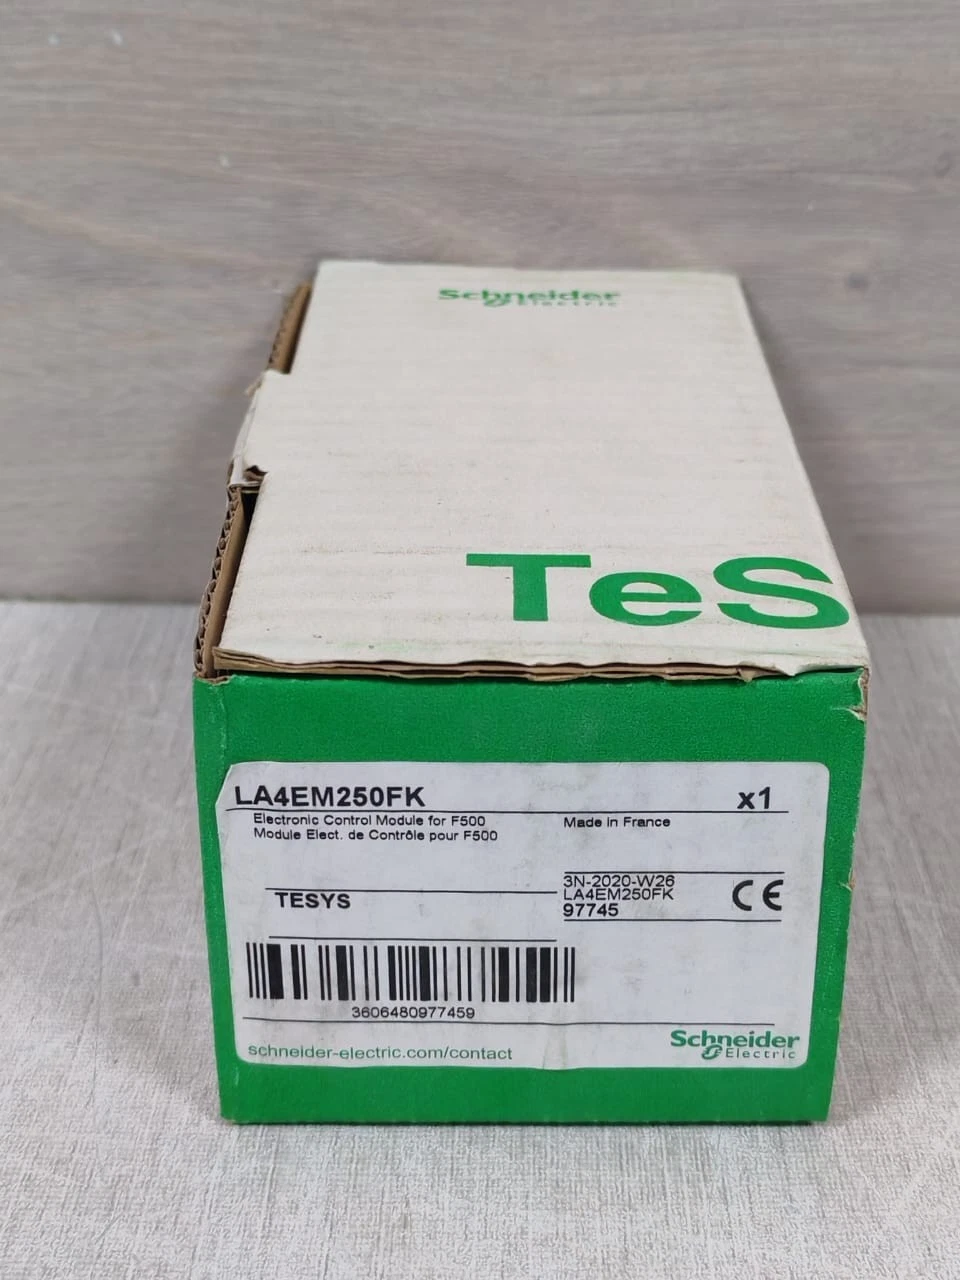 Schneider
Electric
TeS
LA4EM250FK x1
Electronic Control Module for F500 Made in France
Module Elect. de Contrôle pour F500
3N-2020-W26
TESYS LA4EM250FK CE
97745
3606480977459
schneider-electric.com/contact
Schneider
Electric